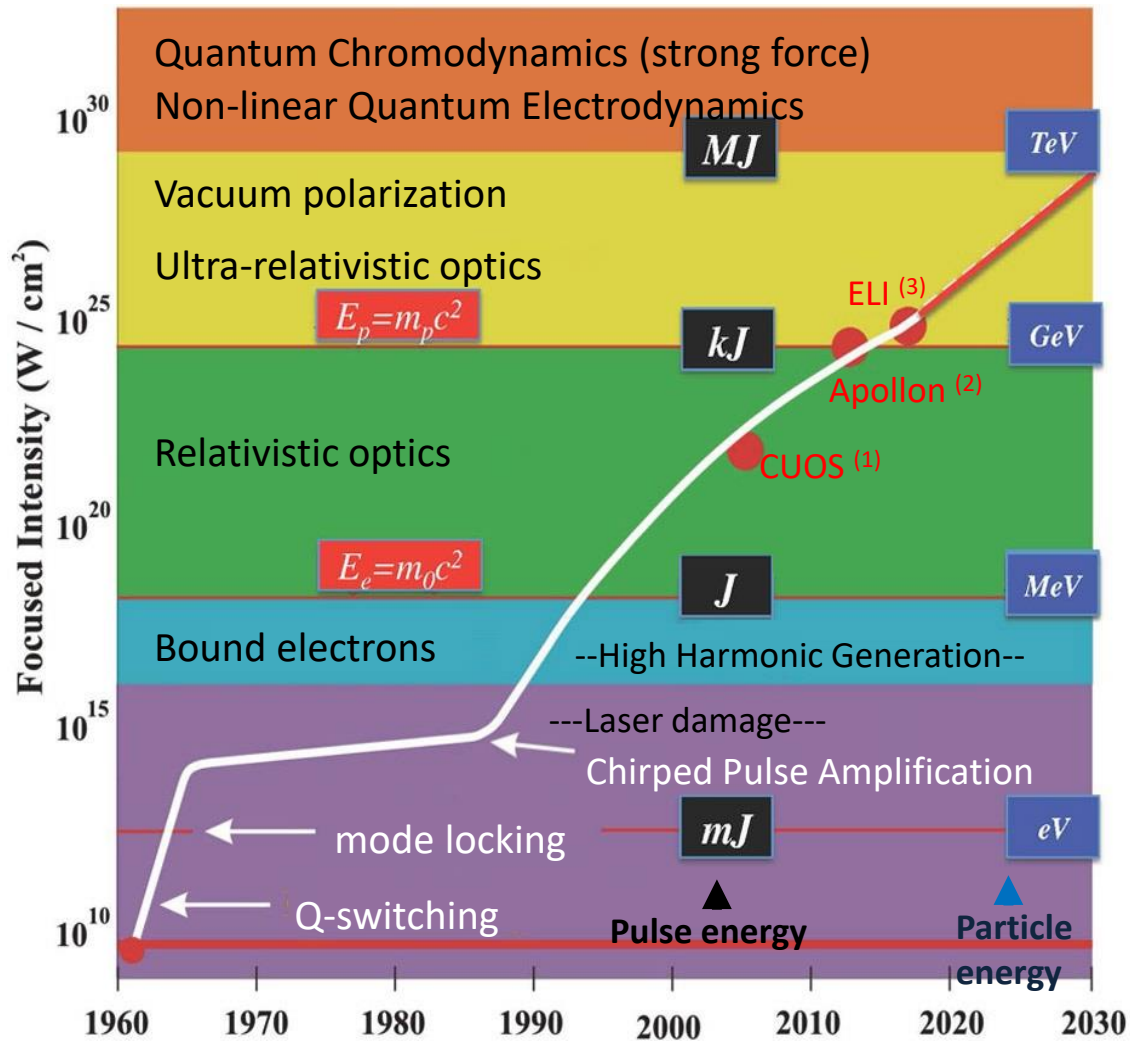 Quantum Chromodynamics (strong force)
Non-linear Quantum Electrodynamics
10^30
MJ
TeV
Vacuum polarization
Ultra-relativistic optics
Focused Intensity (W / cm^2)
ELI (3)
10^25
E_p=m_pc^2
kJ
GeV
Apollon (2)
Relativistic optics
CUOS (1)
10^20
E_e=m_0c^2
J
MeV
Bound electrons
--High Harmonic Generation--
10^15
---Laser damage---
Chirped Pulse Amplification
mode locking
mJ
eV
Q-switching
10^10
Pulse energy
Particle
energy
1960 1970 1980 1990 2000 2010 2020 2030